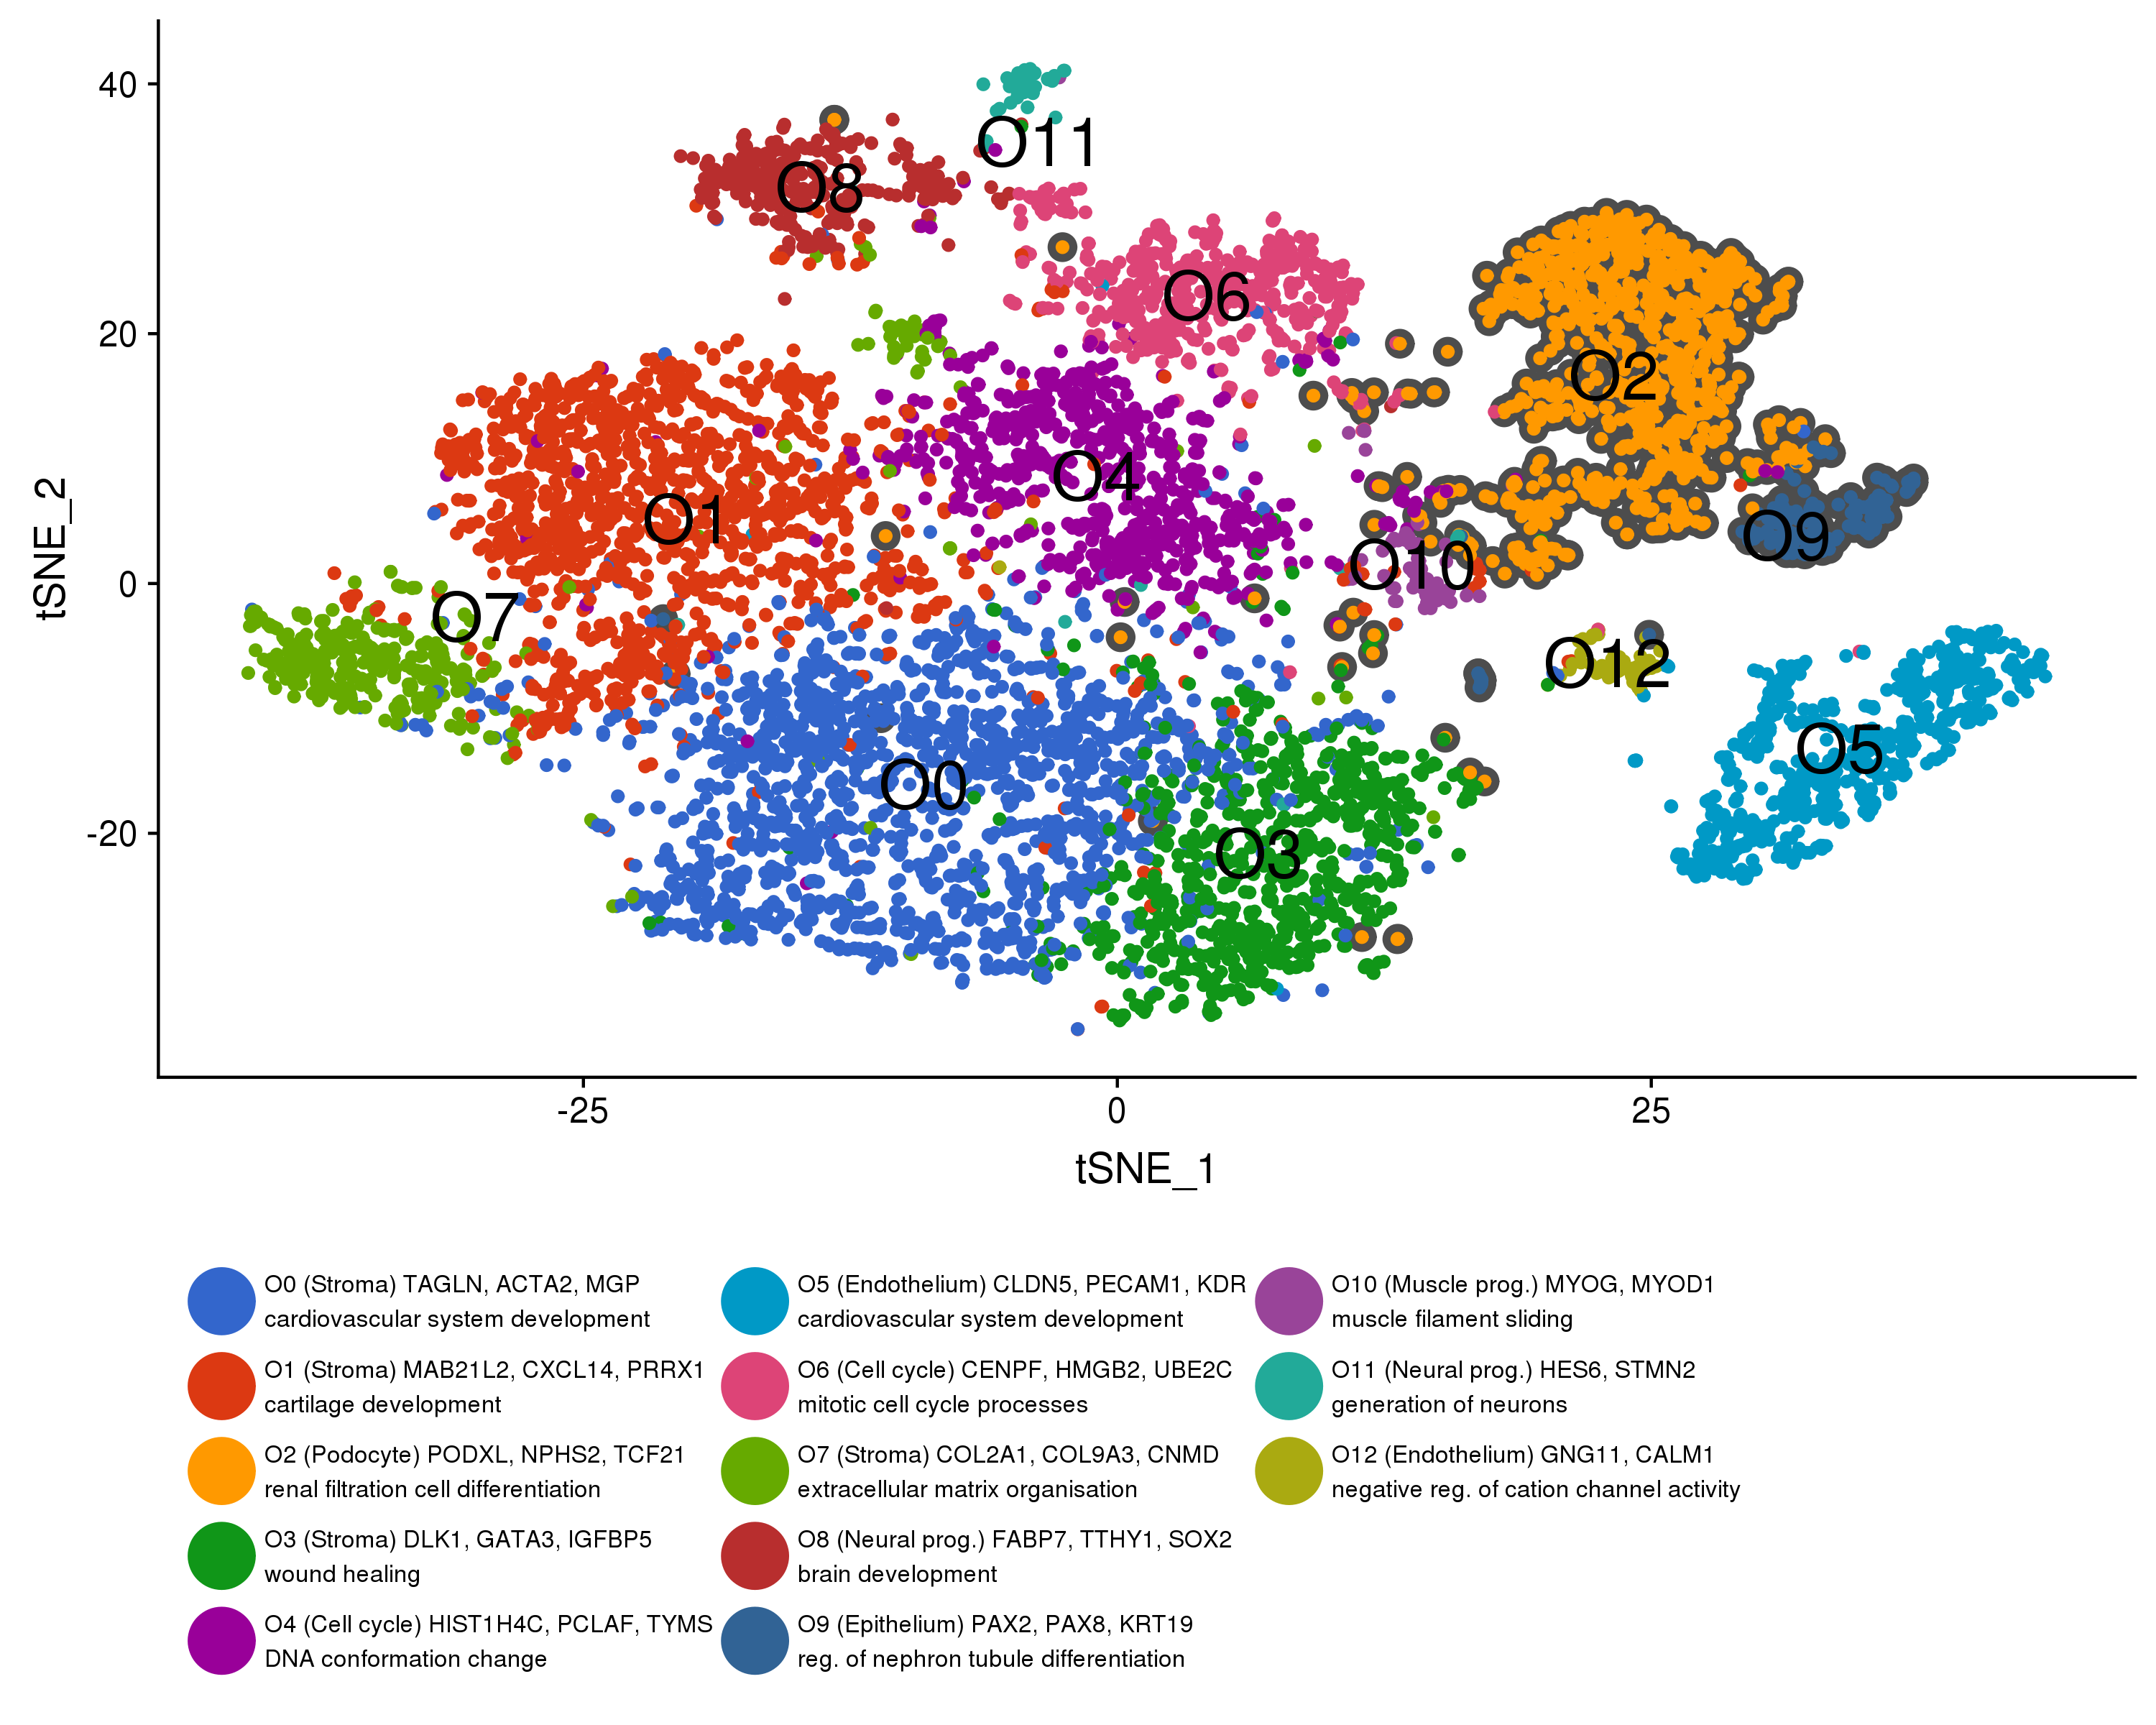 40
20
0
-20
tSNE_2
O11
O8
O6
O2
O4
O1
O9
O10
O7
O12
O5
O0
O3
-25
0
25
tSNE_1
O0 (Stroma) TAGLN, ACTA2, MGP
cardiovascular system development
O1 (Stroma) MAB21L2, CXCL14, PRRX1
cartilage development
O2 (Podocyte) PODXL, NPHS2, TCF21
renal filtration cell differentiation
O3 (Stroma) DLK1, GATA3, IGFBP5
wound healing
O4 (Cell cycle) HIST1H4C, PCLAF, TYMS
DNA conformation change
O5 (Endothelium) CLDN5, PECAM1, KDR
cardiovascular system development
O6 (Cell cycle) CENPF, HMGB2, UBE2C
mitotic cell cycle processes
O7 (Stroma) COL2A1, COL9A3, CNMD
extracellular matrix organisation
O8 (Neural prog.) FABP7, TTHY1, SOX2
brain development
O9 (Epithelium) PAX2, PAX8, KRT19
reg. of nephron tubule differentiation
O10 (Muscle prog.) MYOG, MYOD1
muscle filament sliding
O11 (Neural prog.) HES6, STMN2
generation of neurons
O12 (Endothelium) GNG11, CALM1
negative reg. of cation channel activity